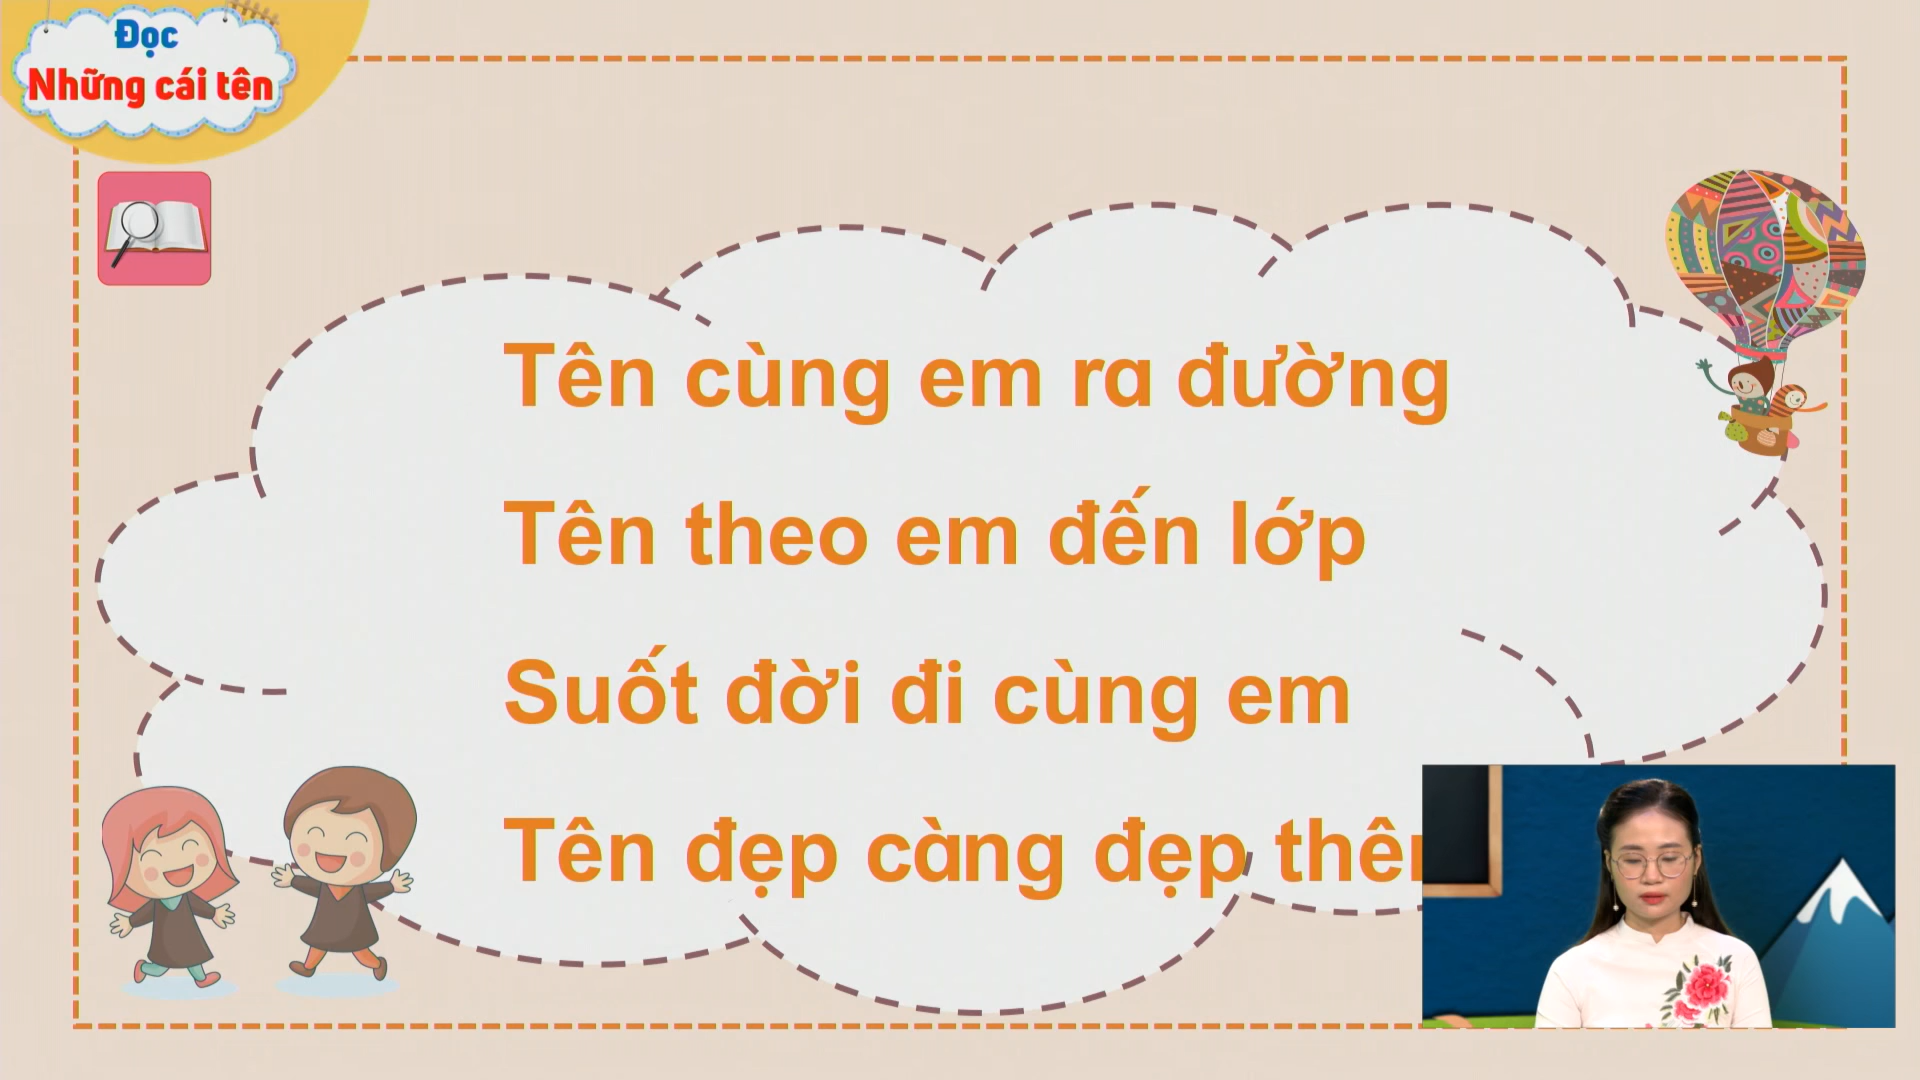 Đọc
Những cái tên
Tên cùng em ra đường
Tên theo em đến lớp
Suốt đời đi cùng em
Tên đẹp càng đẹp